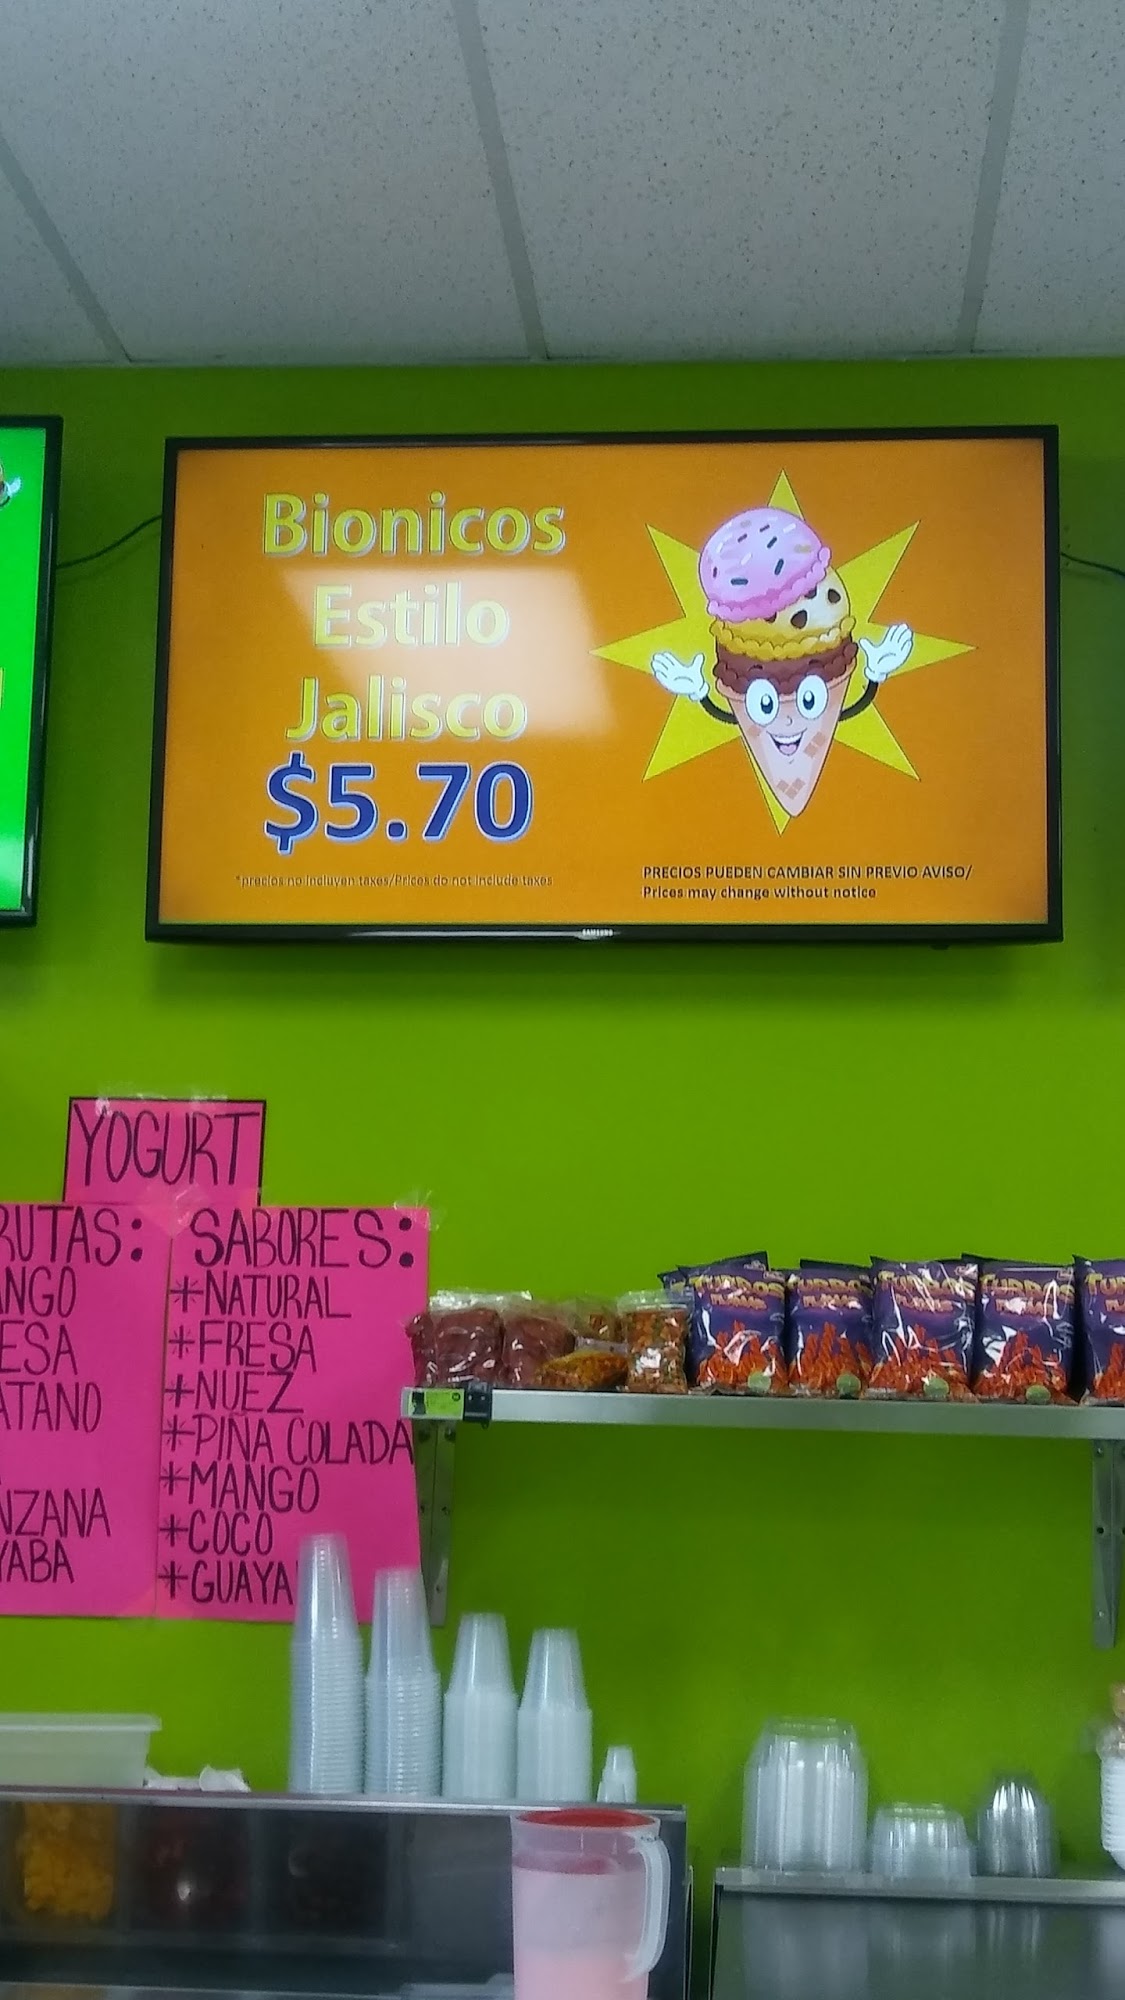 Bionicos
Estilo
Jalisco
$5.70
*precios no incluyen taxes/Prices do not include taxes
PRECIOS PUEDEN CAMBIAR SIN PREVIO AVISO/
Prices may change without notice
SAMSUNG
YOGURT
RUTAS:
ANGO
ESA
ATANO
NZANA
YABA
SABORES:
*NATURAL
*FRESA
*NUEZ
*PIÑA COLADA
*MANGO
*COCO
*GUAYA